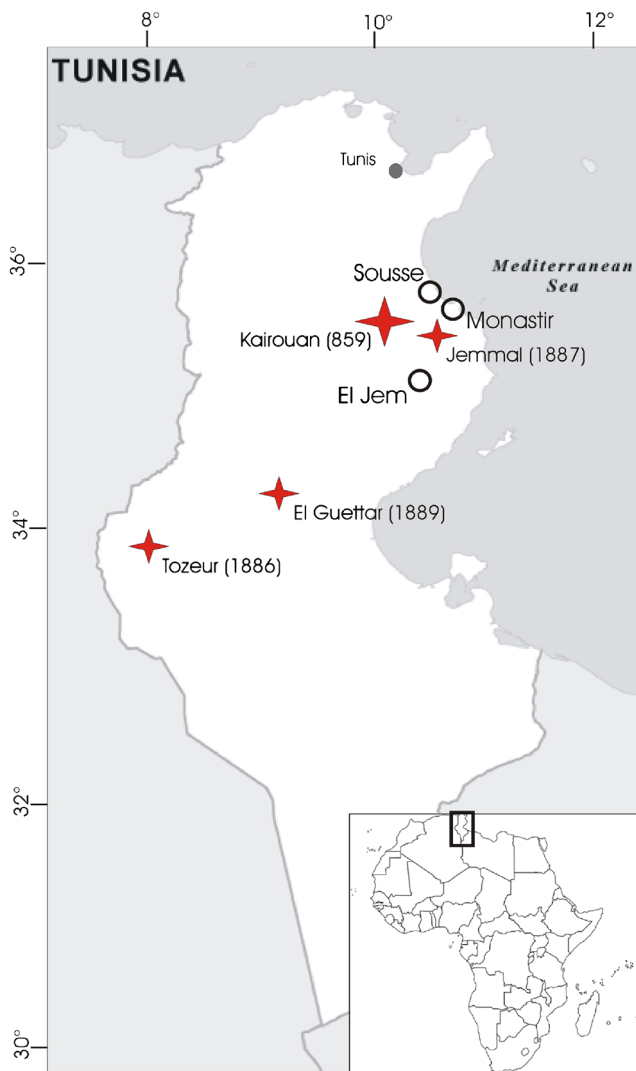 8°
10°
12°
TUNISIA
Tunis
36°
Sousse
Mediterranean
Sea
Monastir
Kairouan (859)
Jemmal (1887)
El Jem
El Guettar (1889)
34°
Tozeur (1886)
32°
30°